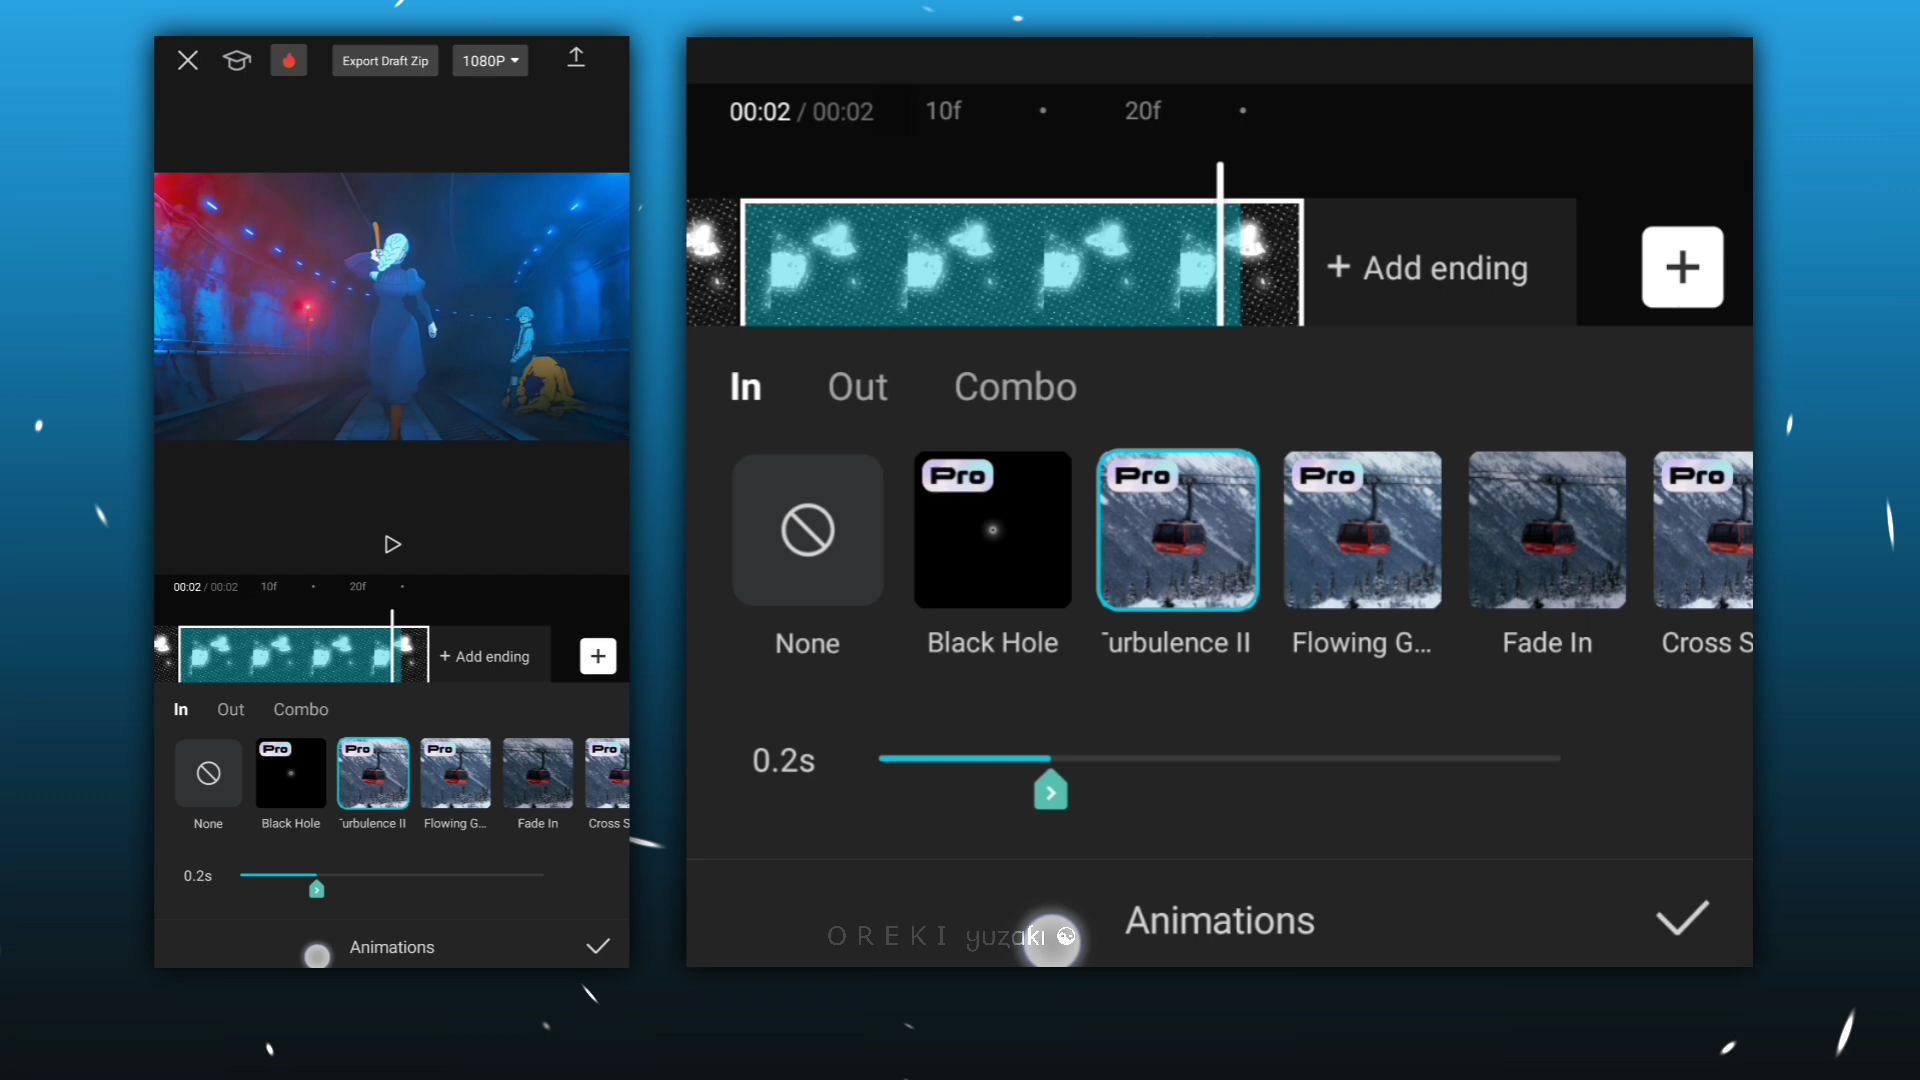 Export Draft Zip
1080P
00:02 / 00:02
10f
20f
+ Add ending
+
In
Out
Combo
Pro
Pro
Pro
Pro
None
Black Hole
Turbulence II
Flowing G...
Fade In
Cross S
0.2s
Animations
00:02 / 00:02
10f
20f
+ Add ending
+
In
Out
Combo
Pro
Pro
Pro
Pro
None
Black Hole
Turbulence II
Flowing G...
Fade In
Cross S
0.2s
OREKI yuzaki
Animations